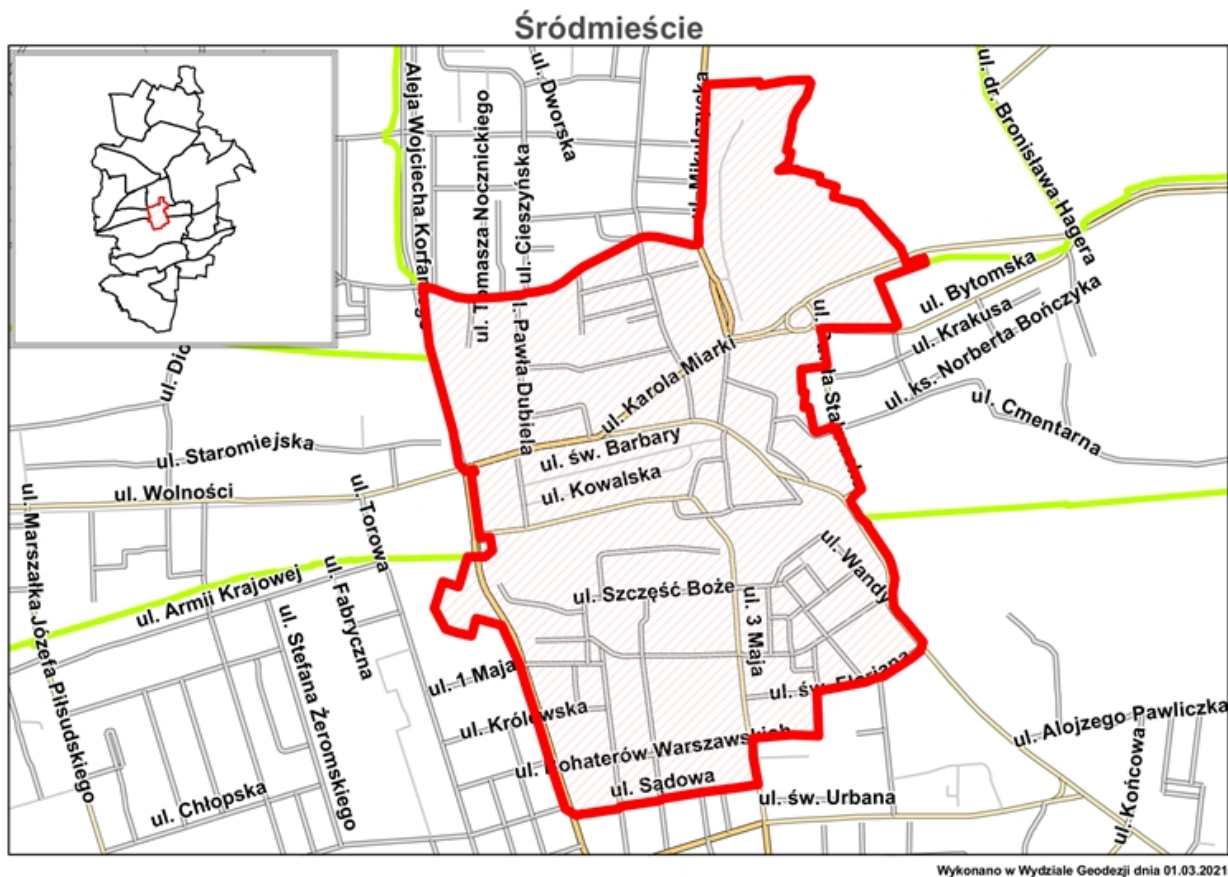 Śródmieście
Aleja Wojciecha Korfantego
ul. Tomasza Nocznickiego
ul. Cieszyńska
ul. Dworska
ul. Mikulczycka
ul. dr. Bronisława Hagera
ul. Bytomska
ul. Krakusa
ul. ks. Norberta Bończyka
ul. Cmentarna
ul. Pawła Dubiela
ul. Karola Miarki
ul. św. Barbary
ul. Kowalska
ul. Staromiejska
ul. Wolności
ul. Torowa
ul. Marszałka Józefa Piłsudskiego
ul. Armii Krajowej
ul. Fabryczna
ul. Stefana Żeromskiego
ul. Chłopska
ul. Szczęść Boże
ul. 3 Maja
ul. Wandy
ul. św. Floriana
ul. 1 Maja
ul. Królewska
ul. Bohaterów Warszawskich
ul. Sądowa
ul. św. Urbana
ul. Alojzego Pawliczka
ul. Końcowa
Wykonano w Wydziale Geodezji dnia 01.03.2021